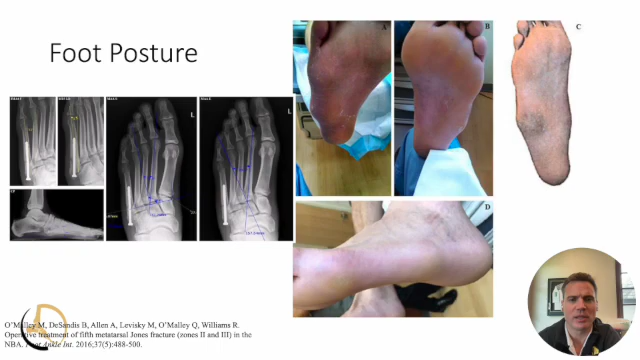 Foot Posture
A
B
C
D
L
L
O'Malley M, DeSandis B, Allen A, Levisky M, O'Malley Q, Williams R.
Operative treatment of fifth metatarsal Jones fracture (zones II and III) in the
NBA. Foot Ankle Int. 2016;37(5):488-500.